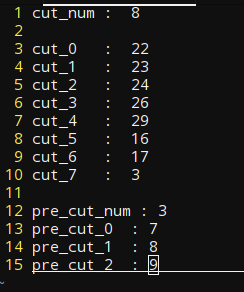 1 cut_num :  8
2
3 cut_0   :  22
4 cut_1   :  23
5 cut_2   :  24
6 cut_3   :  26
7 cut_4   :  29
8 cut_5   :  16
9 cut_6   :  17
10 cut_7   :  3
11
12 pre_cut_num : 3
13 pre_cut_0  : 7
14 pre_cut_1  : 8
15 pre_cut_2  : 9
~